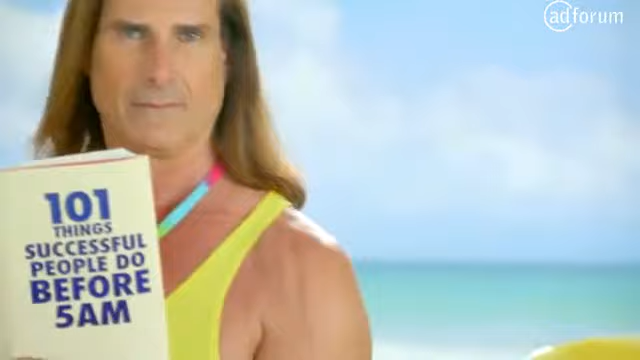 adforum
101
THINGS
SUCCESSFUL
PEOPLE DO
BEFORE
5AM